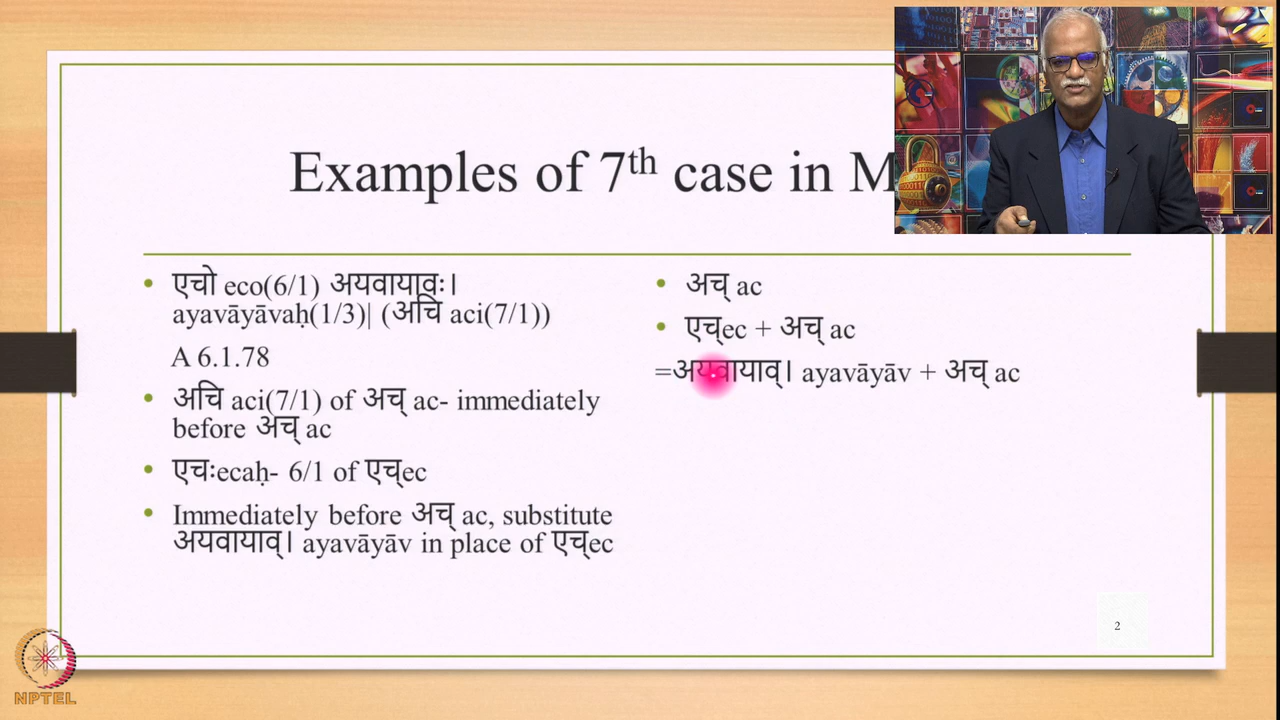 Examples of 7th case in M
एचो eco(6/1) अयवायावः।
ayavāyāvaḥ(1/3)| (अचि aci(7/1))
A 6.1.78
अचि aci(7/1) of अच् ac- immediately
before अच् ac
एचःecaḥ- 6/1 of एच्ec
Immediately before अच् ac, substitute
अयवायाव्। ayavāyāv in place of एच्ec
अच् ac
एच्ec + अच् ac
=अयवायाव्। ayavāyāv + अच् ac
2
NPTEL